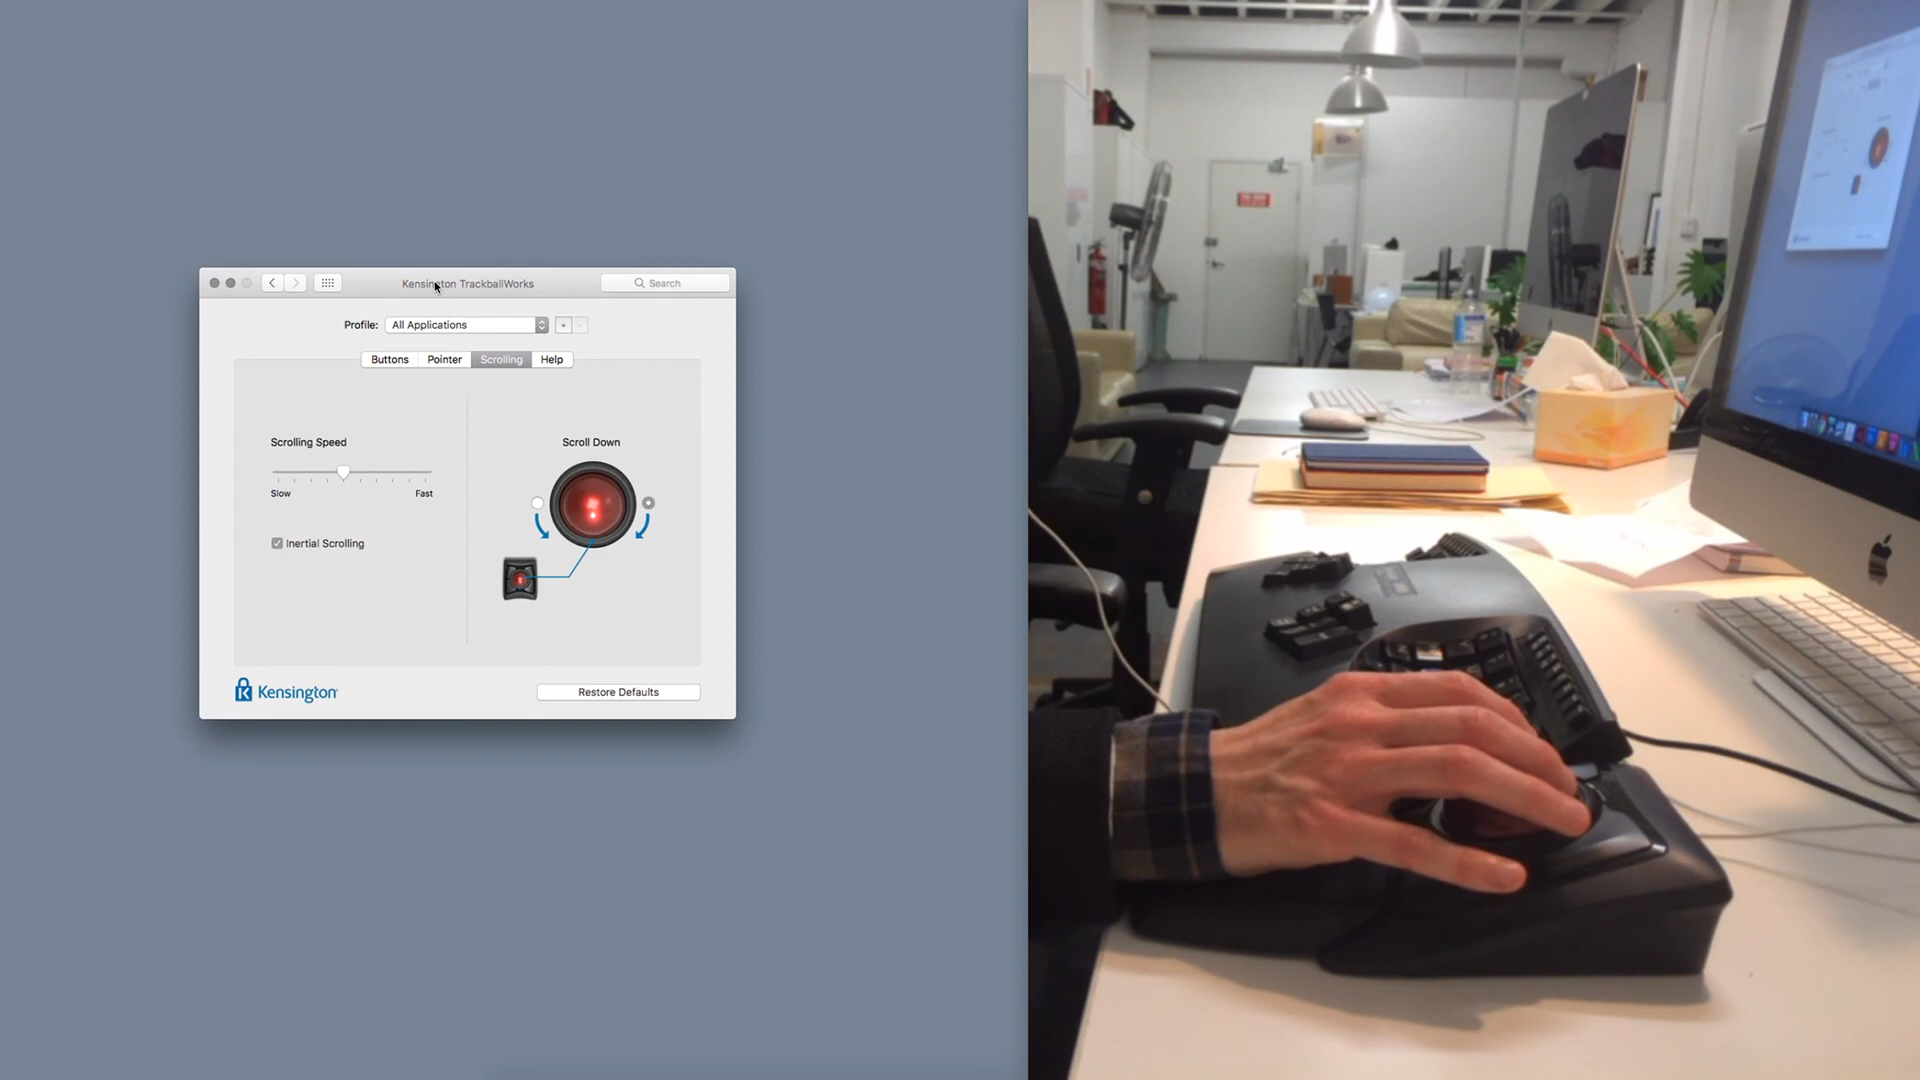 Kensington TrackballWorks
Search
Profile: All Applications
Buttons Pointer Scrolling Help
Scrolling Speed
Slow Fast
Inertial Scrolling
Scroll Down
Kensington
Restore Defaults